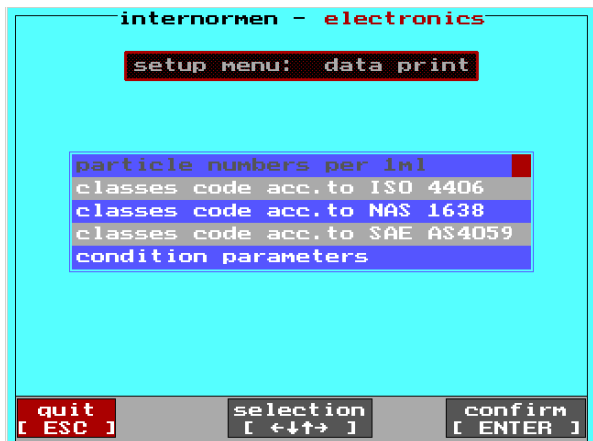 internormen - electronics
setup menu: data print
particle numbers per 1ml
classes code acc.to ISO 4406
classes code acc.to NAS 1638
classes code acc.to SAE AS4059
condition parameters
quit selection confirm
[ ESC ] [ ←↓↑→ ] [ ENTER ]